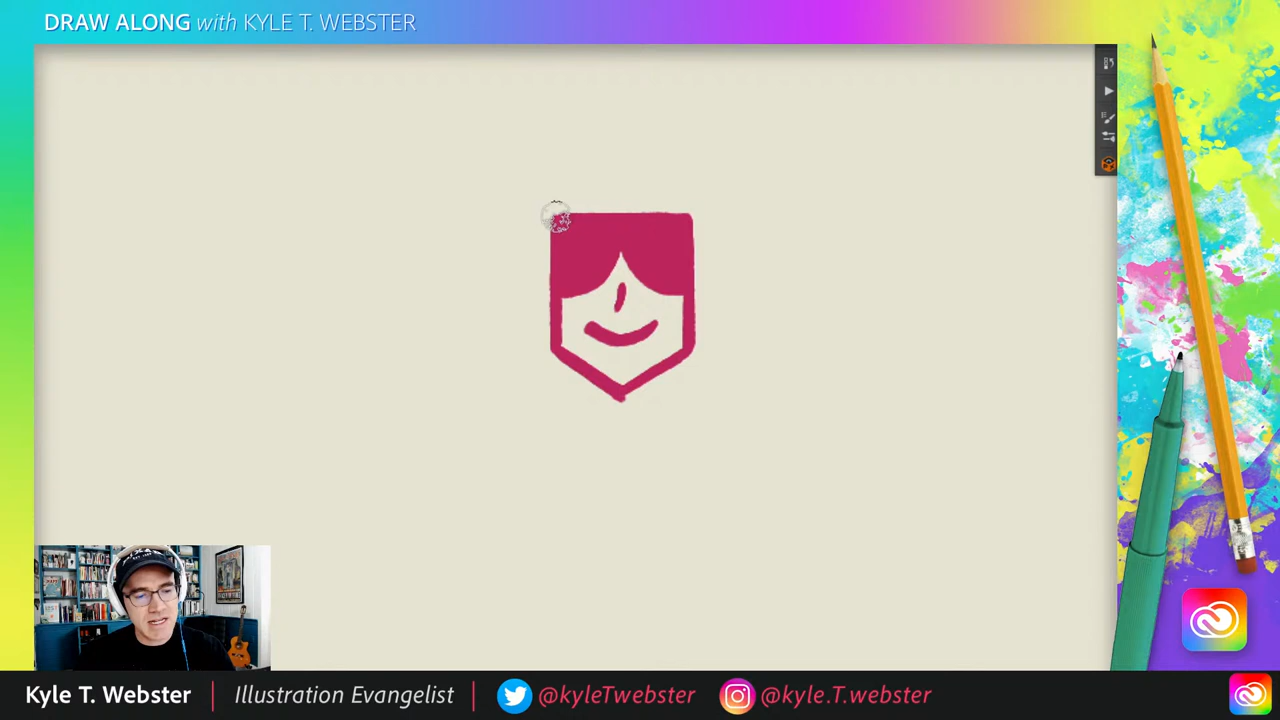 DRAW ALONG with KYLE T. WEBSTER
Kyle T. Webster | Illustration Evangelist | @kyleTwebster @kyle.T.webster